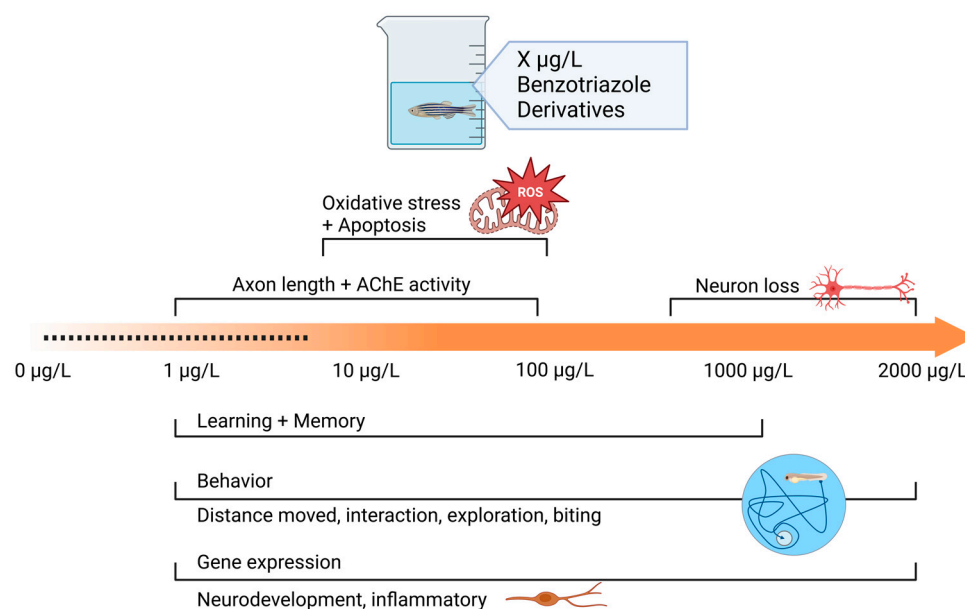 X µg/L
Benzotriazole
Derivatives
ROS
Oxidative stress
+ Apoptosis
Axon length + AChE activity
Neuron loss
0 µg/L
1 µg/L
10 µg/L
100 µg/L
1000 µg/L
2000 µg/L
Learning + Memory
Behavior
Distance moved, interaction, exploration, biting
Gene expression
Neurodevelopment, inflammatory